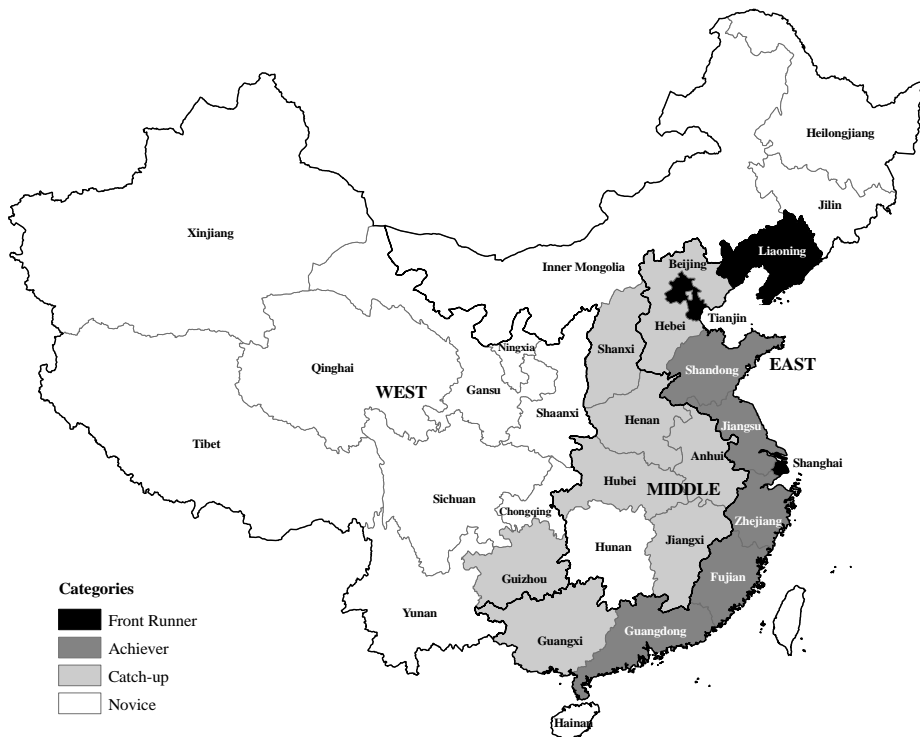 Heilongjiang
Jilin
Xinjiang
Liaoning
Inner Mongolia
Beijing
Tianjin
Hebei
Ningxia
Shanxi
Qinghai
Shandong
EAST
WEST
Gansu
Shaanxi
Henan
Jiangsu
Tibet
Anhui
Shanghai
Hubei
MIDDLE
Sichuan
Chongqing
Zhejiang
Hunan
Jiangxi
Guizhou
Fujian
Yunan
Guangxi
Guangdong
Hainan
Categories
Front Runner
Achiever
Catch-up
Novice